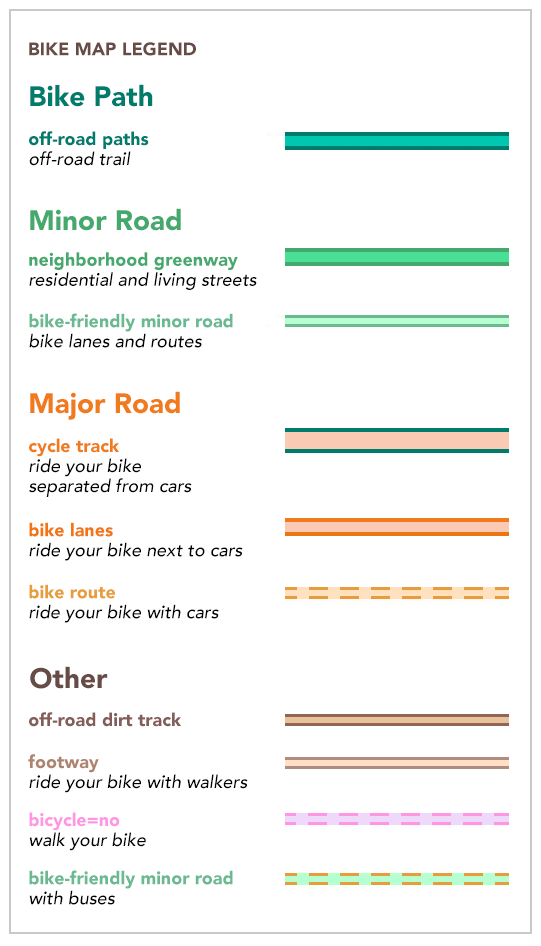 BIKE MAP LEGEND
Bike Path
off-road paths
off-road trail
Minor Road
neighborhood greenway
residential and living streets
bike-friendly minor road
bike lanes and routes
Major Road
cycle track
ride your bike
separated from cars
bike lanes
ride your bike next to cars
bike route
ride your bike with cars
Other
off-road dirt track
footway
ride your bike with walkers
bicycle=no
walk your bike
bike-friendly minor road
with buses